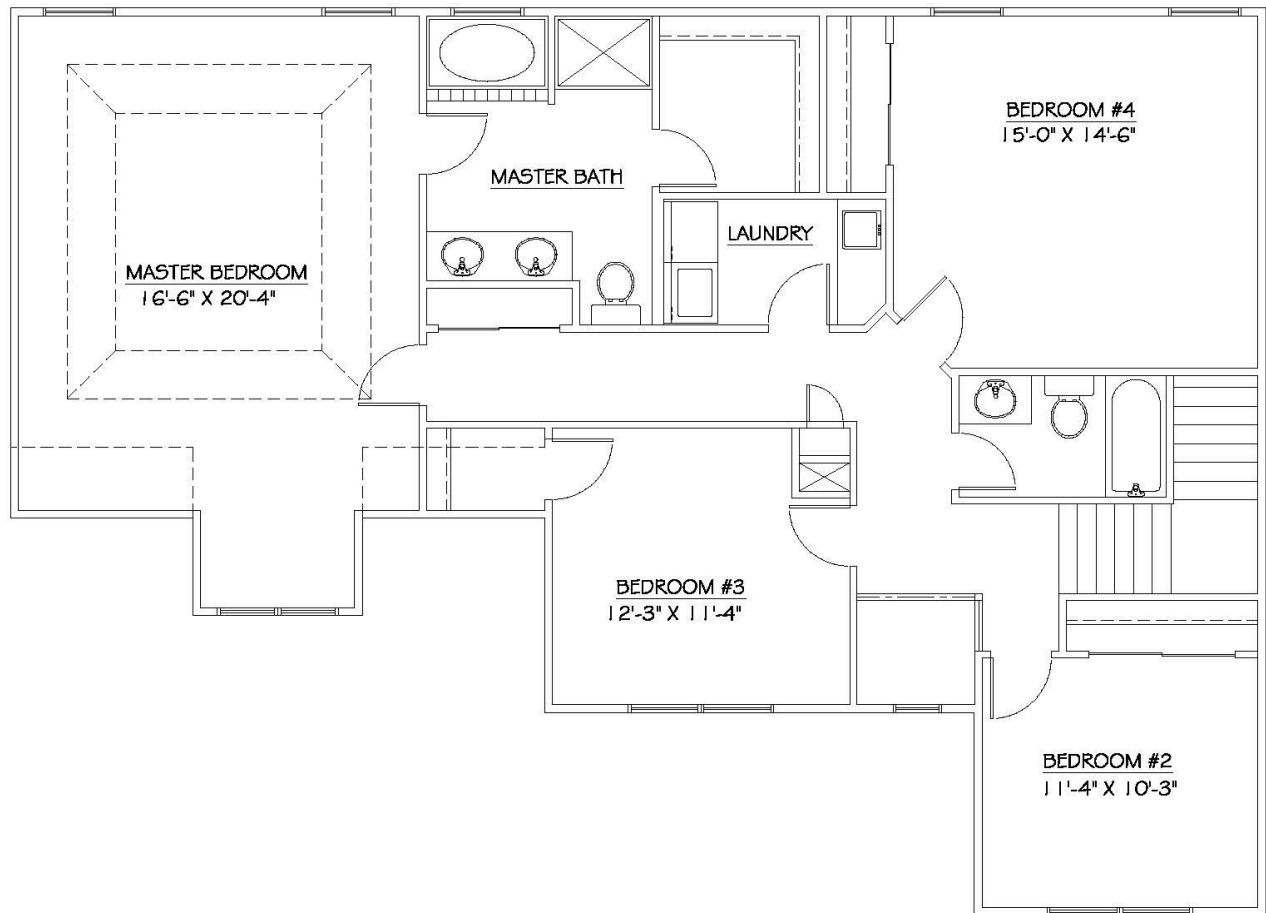 BEDROOM #4
15'-0" X 14'-6"
MASTER BATH
LAUNDRY
MASTER BEDROOM
16'-6" X 20'-4"
BEDROOM #3
12'-3" X 11'-4"
BEDROOM #2
11'-4" X 10'-3"